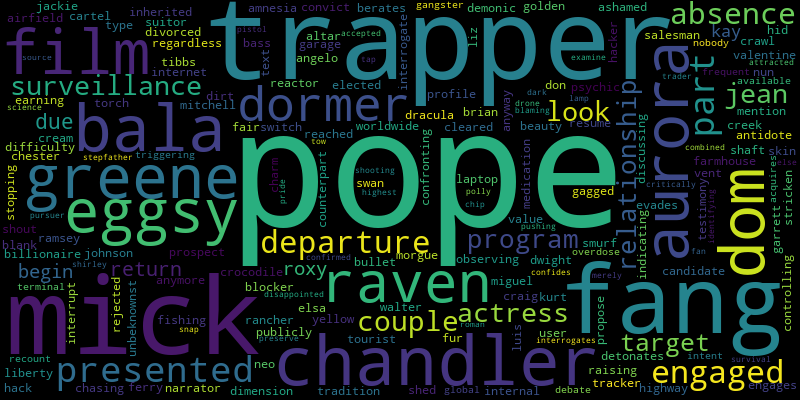 jackie cartel berates gangster demonic golden ashamed
airfield suitor amnesia convict liz altar accepted hacker salesman hid absence
film type divorced inherited trapper pistol bass kay nobody crawl
regardless tibbs garage interrogate valentine attracted
source internet angelo text tap examine psychic frequent nun available
surveillance earning reactor elected profile don trader jean
torch dirt mitchell dormer dracula brian drone blaming dark lamp look aurora part mention
due bala science cream fair switch reached worldwide cleared anyway beauty resume relationship combined creek antidote
difficulty triggering counterpart confronting medication discussing shaft skin
chester stepfather tow laptop gagged farmhouse else
stopping greene charm pride pope shooting swan polly value critically vent dom stricken
pursuer highest chip pushing evades testimony identifying acquires garrett
eggsy shout ramsey departure morgue program smurf overdose indicating fan
blank johnson prospect confirmed observing dwight confides merely candidate
billionaire return crocodile roxy bullet miguel
begin shirley anymore blocker raven craig kurt fang controlling
terminal rejected unbeknownst elsa walter actress user propose intent survival
mick interrupt fishing rancher disappointed yellow couple roman luis interrogates target
snap publicly tourist fur detonates
recount presented neo chandler raising engaged
liberty chasing ferry dimension preserve shed internal tracker highway engages
hack narrator tradition global debate